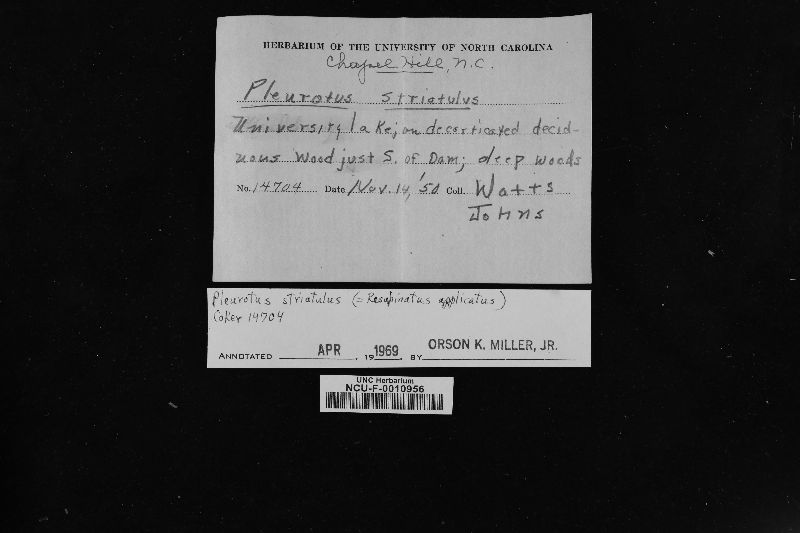 HERBARIUM OF THE UNIVERSITY OF NORTH CAROLINA
Chapel Hill, N.C.
Pleurotus striatulus
University lake; on decorticated decid-
uous wood just S. of Dam; deep woods
No. 14704 Date Nov. 14, '50 Coll. Watts
Johns
Pleurotus striatulus (= Resupinatus applicatus)
Coker 14704
ANNOTATED APR, 1969, BY ORSON K. MILLER, JR.
UNC Herbarium
NCU-F-0010956